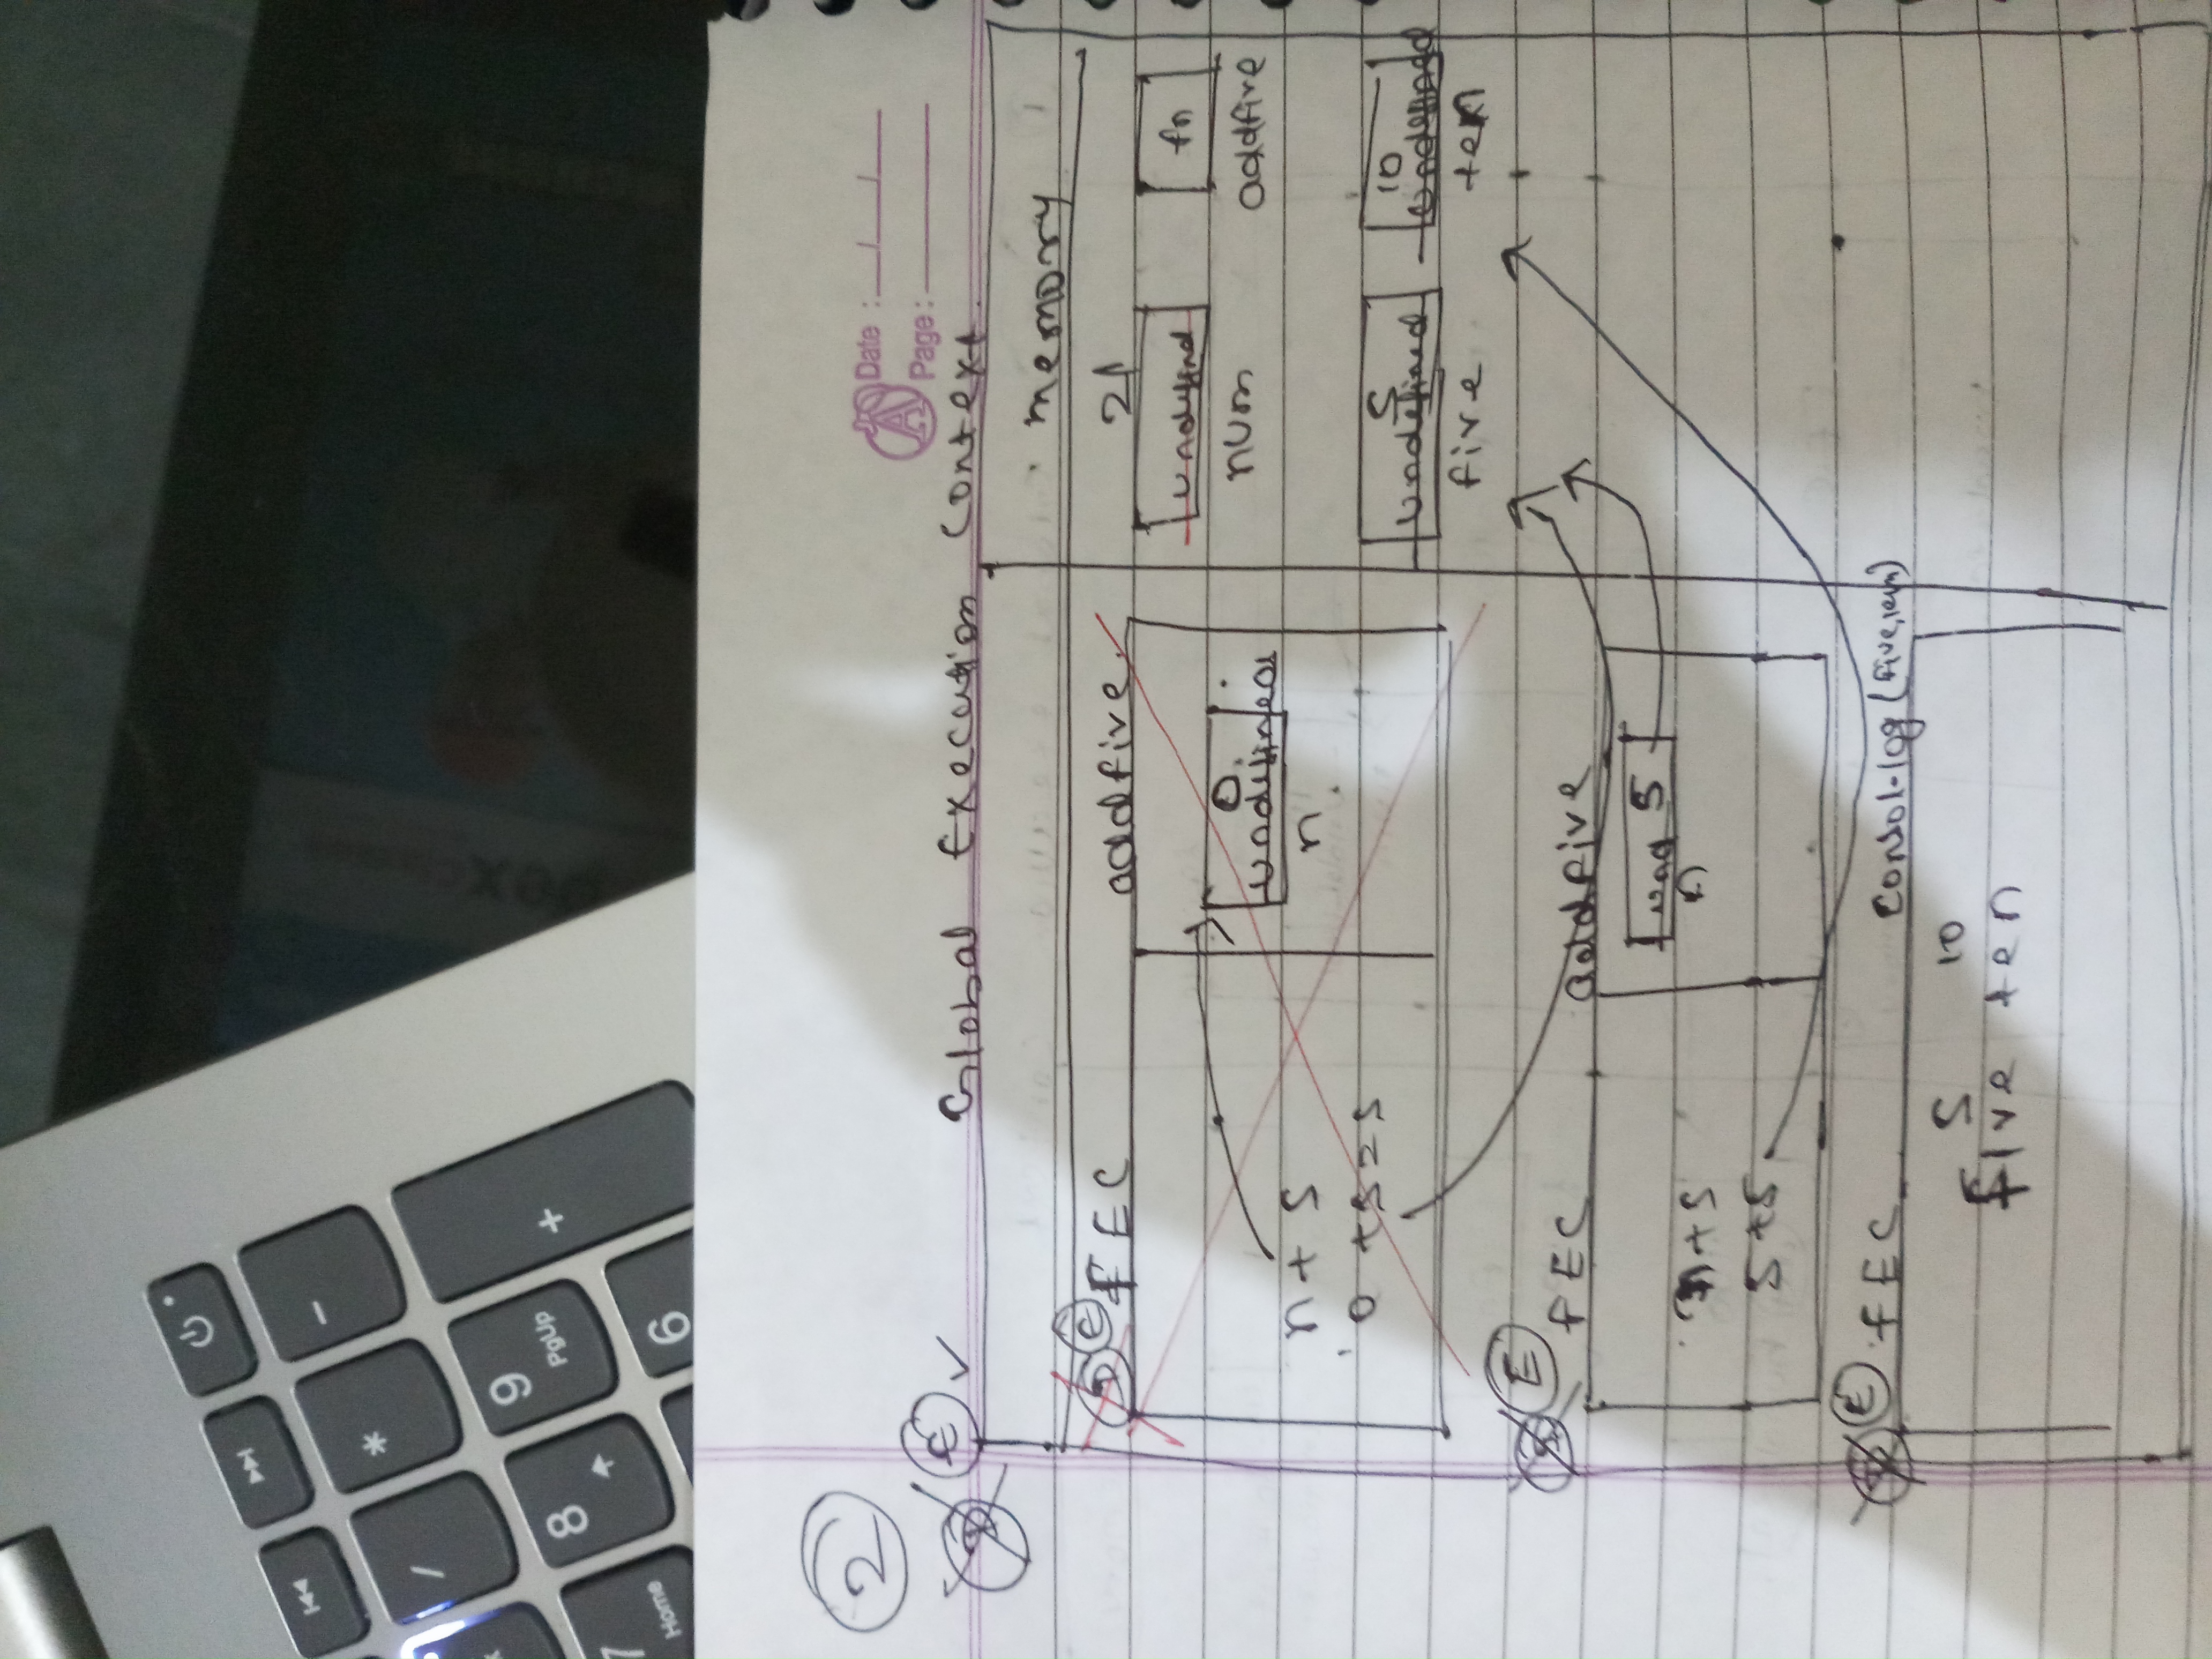 / * -
7 Home 8 9 PgUp +
6
2
Date :
Page :
A
D E Global Execution Context.
memory
D E FEC addfive
21
undefined fn
num addfive
0
undefined
n
n + 5
0 + 5 = 5
5 10
undefined undefined
five ten
E
FEC addfive
und 5
n
n + 5
5 + 5
E FEC Consol.log (five,ten)
5 10
Five ten